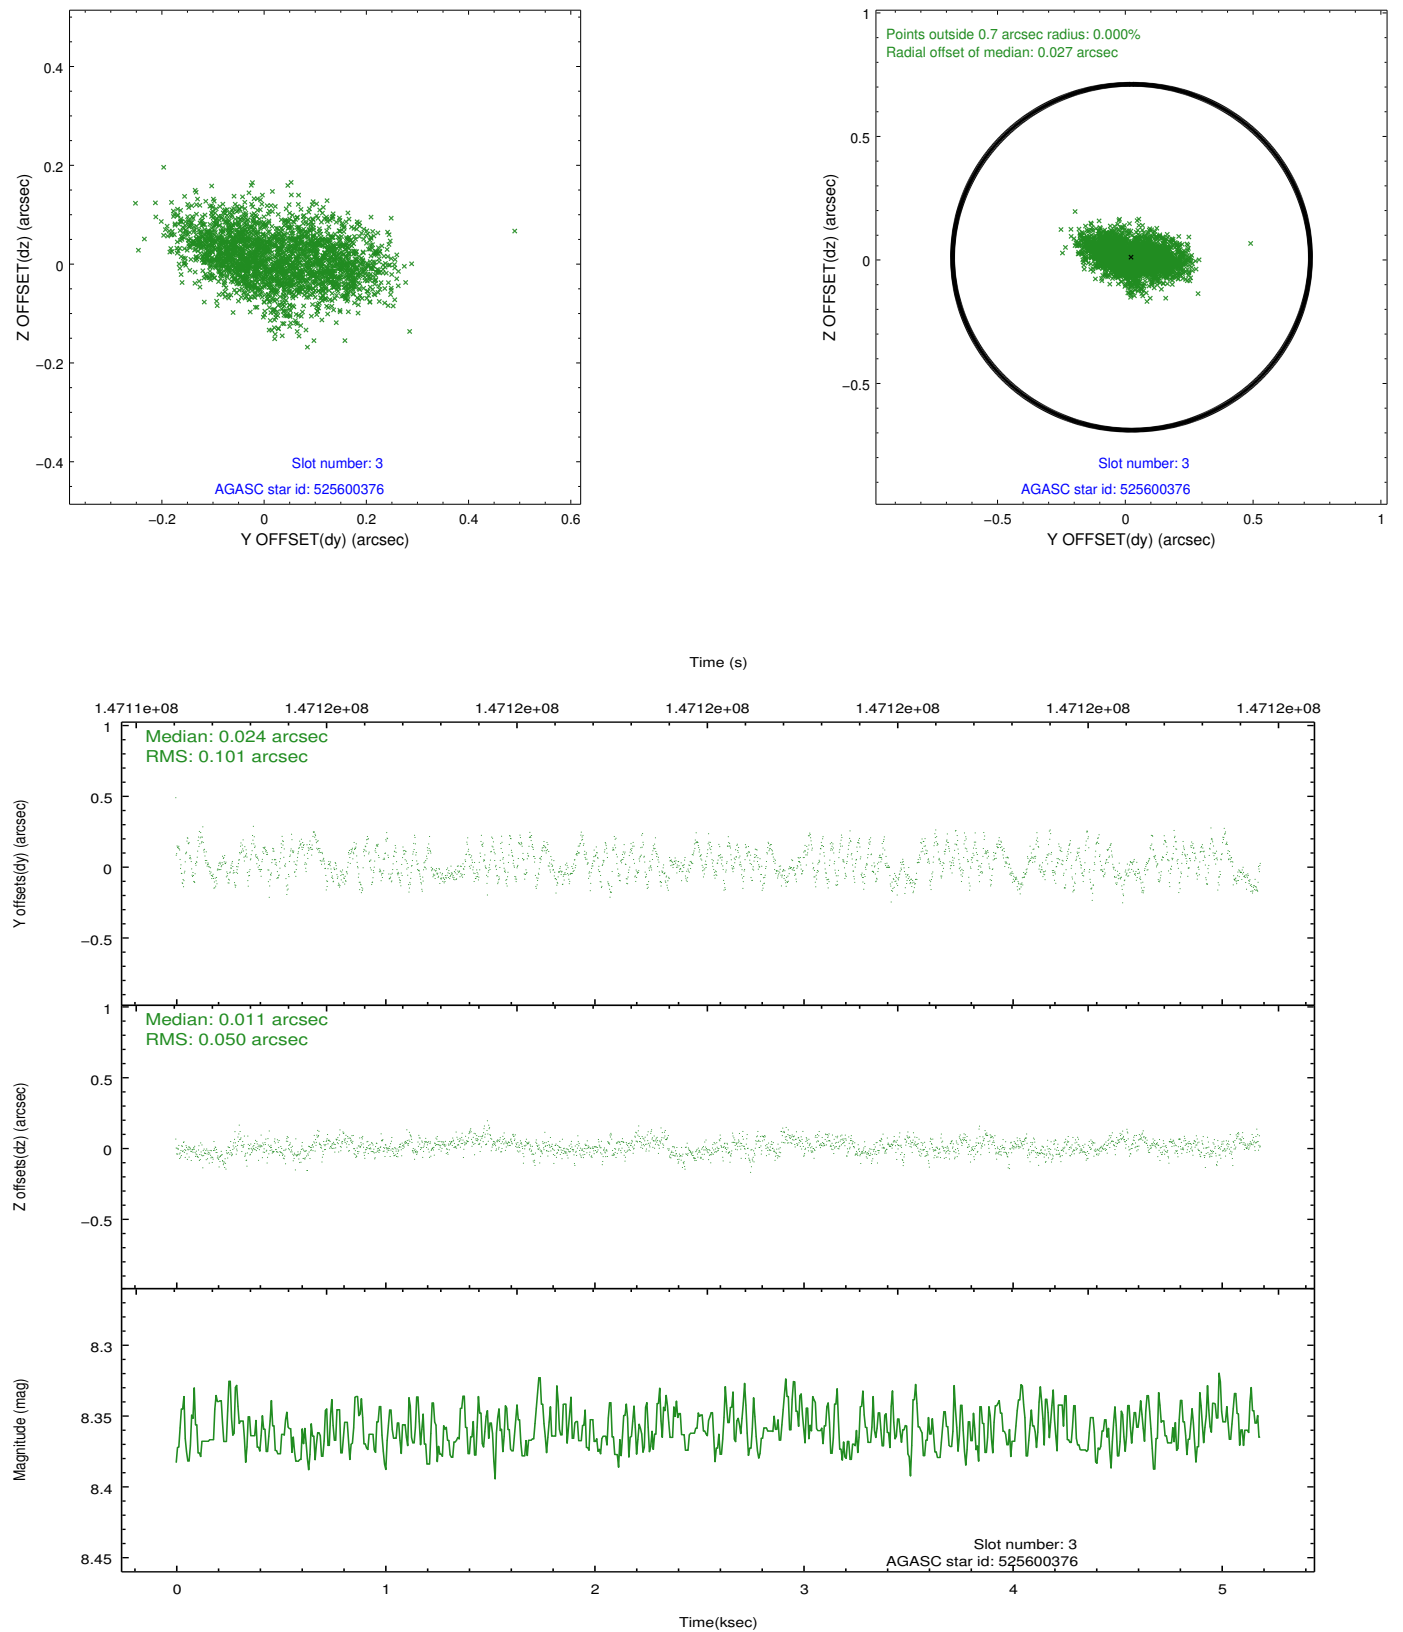 0.4
0.2
0
−0.2
−0.4
Z OFFSET(dz) (arcsec)
Slot number: 3
AGASC star id: 525600376
−0.2 0 0.2 0.4 0.6
Y OFFSET(dy) (arcsec)
1
0.5
0
−0.5
Z OFFSET(dz) (arcsec)
Points outside 0.7 arcsec radius: 0.000%
Radial offset of median: 0.027 arcsec
Slot number: 3
AGASC star id: 525600376
−0.5 0 0.5 1
Y OFFSET(dy) (arcsec)
Time (s)
1.4711e+08 1.4712e+08 1.4712e+08 1.4712e+08 1.4712e+08 1.4712e+08 1.4712e+08
Median: 0.024 arcsec
RMS: 0.101 arcsec
1
0.5
0
−0.5
Y offsets(dy) (arcsec)
Median: 0.011 arcsec
RMS: 0.050 arcsec
1
0.5
0
−0.5
Z offsets(dz) (arcsec)
8.3
8.35
8.4
8.45
Magnitude (mag)
Slot number: 3
AGASC star id: 525600376
0 1 2 3 4 5
Time(ksec)